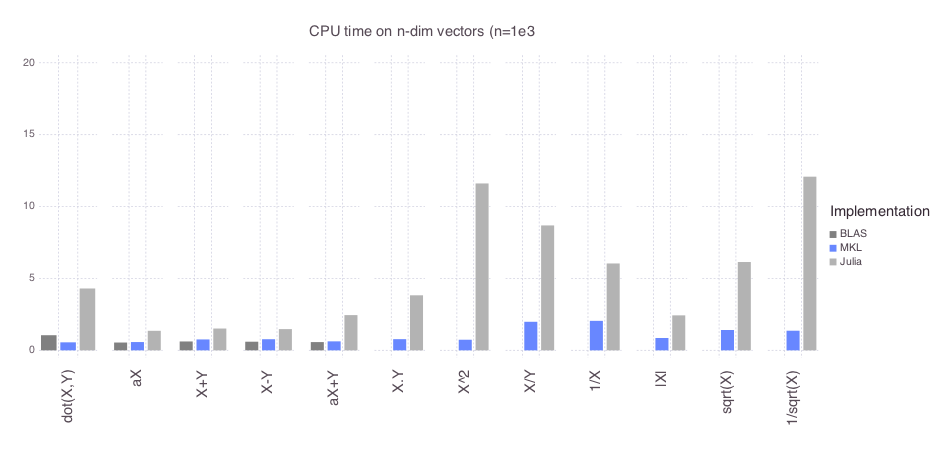 CPU time on n-dim vectors (n=1e3
20
15
10
5
0
dot(X,Y)
aX
X+Y
X-Y
aX+Y
X.Y
X^2
X/Y
1/X
|X|
sqrt(X)
1/sqrt(X)
Implementation
BLAS
MKL
Julia